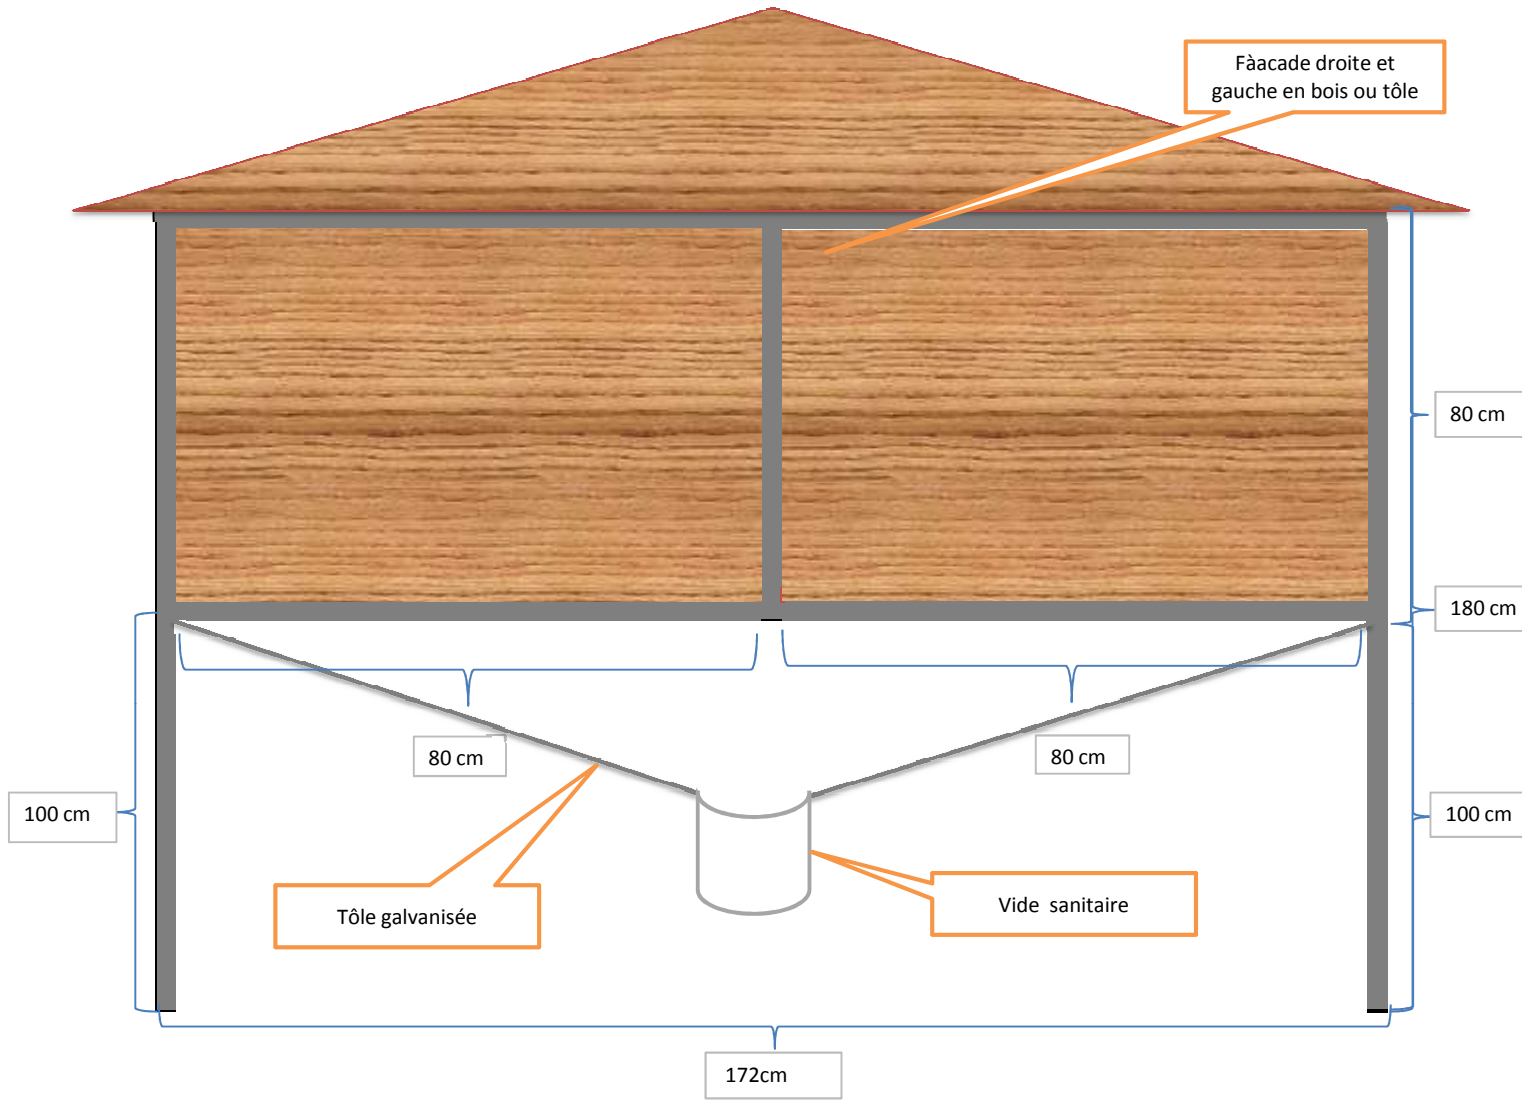 Fàacade droite et
gauche en bois ou tôle
80 cm
180 cm
80 cm
80 cm
100 cm
100 cm
Tôle galvanisée
Vide sanitaire
172cm